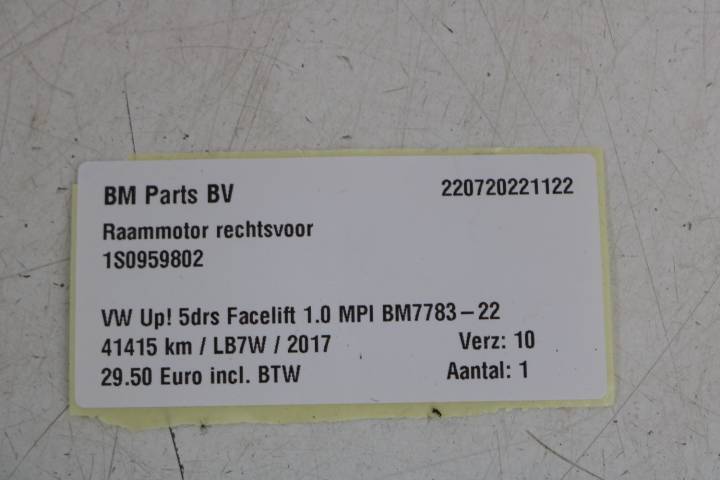 BM Parts BV 220720221122
Raammotor rechtsvoor
1S0959802
VW Up! 5drs Facelift 1.0 MPI BM7783-22
41415 km / LB7W / 2017 Verz: 10
29.50 Euro incl. BTW Aantal: 1